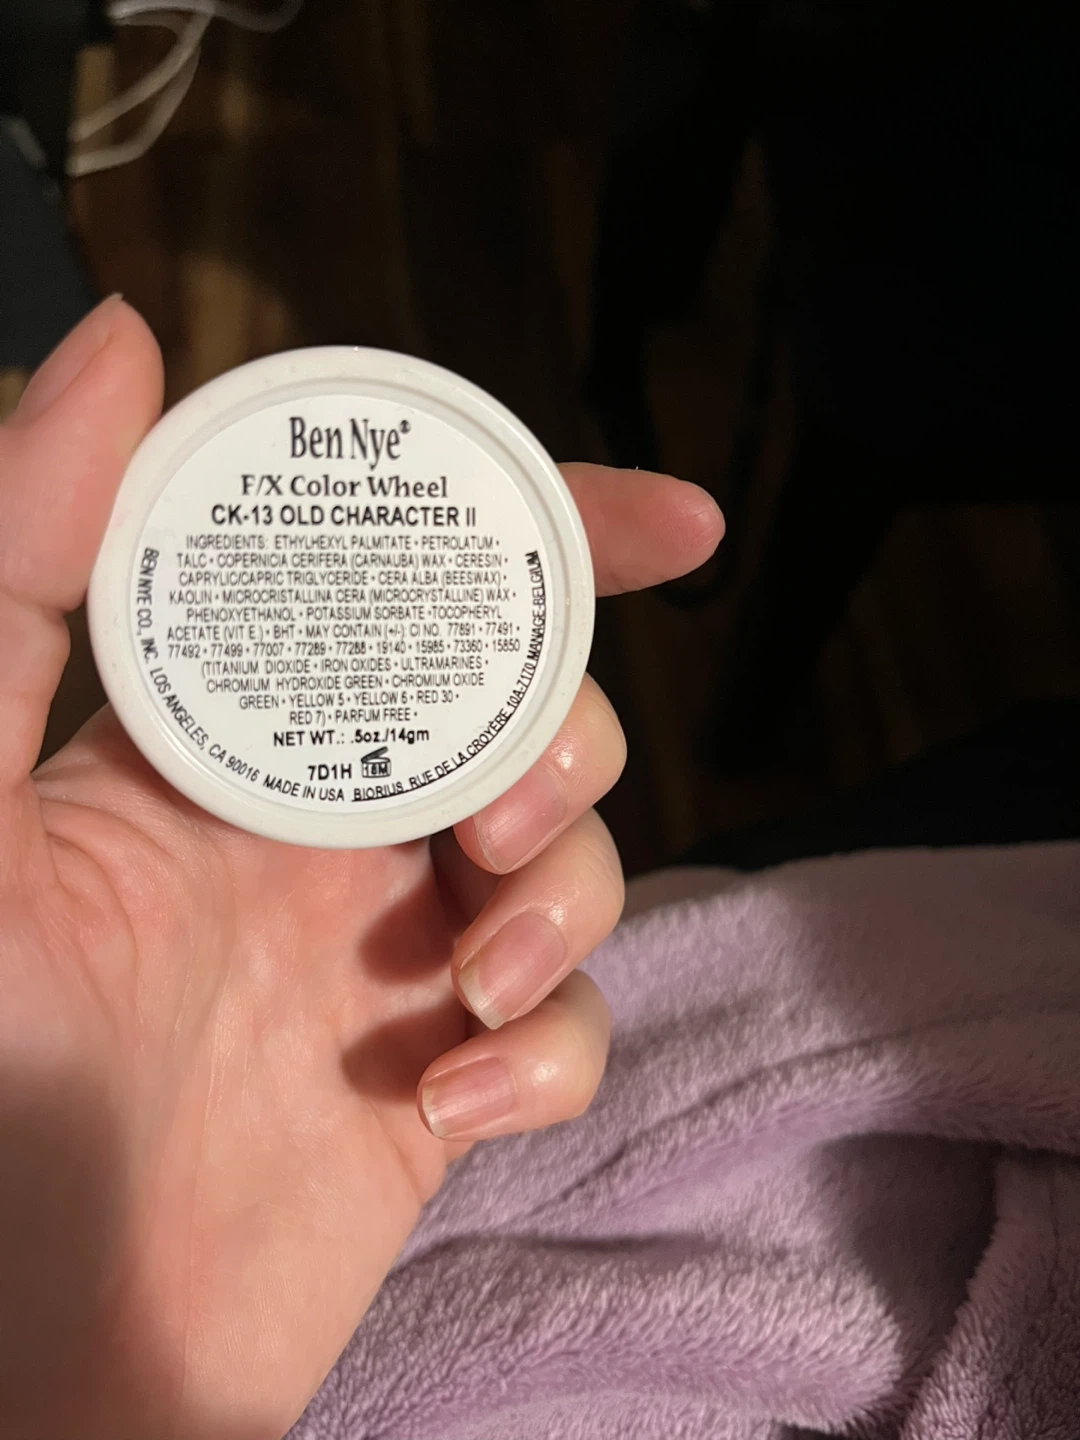 Ben Nye®
F/X Color Wheel
CK-13 OLD CHARACTER II
INGREDIENTS: ETHYLHEXYL PALMITATE • PETROLATUM •
TALC • COPERNICIA CERIFERA (CARNAUBA) WAX • CERESIN •
CAPRYLIC/CAPRIC TRIGLYCERIDE • CERA ALBA (BEESWAX) •
KAOLIN • MICROCRISTALLINA CERA (MICROCRYSTALLINE) WAX •
PHENOXYETHANOL • POTASSIUM SORBATE •TOCOPHERYL
ACETATE (VIT E.) • BHT • MAY CONTAIN (+/-): CI NO. 77891 • 77491 •
77492 • 77499 • 77007 • 77289 • 77288 • 19140 • 15985 • 73360 • 15850
(TITANIUM DIOXIDE • IRON OXIDES • ULTRAMARINES •
CHROMIUM HYDROXIDE GREEN • CHROMIUM OXIDE
GREEN • YELLOW 5 • YELLOW 6 • RED 30 •
RED 7) • PARFUM FREE •
NET WT.: .5oz./14gm
7D1H 18M
BEN NYE CO., INC. LOS ANGELES, CA 90016 MADE IN USA BIORIUS RUE DE LA CROYÈRE 10A-7170 MANAGE-BELGIUM